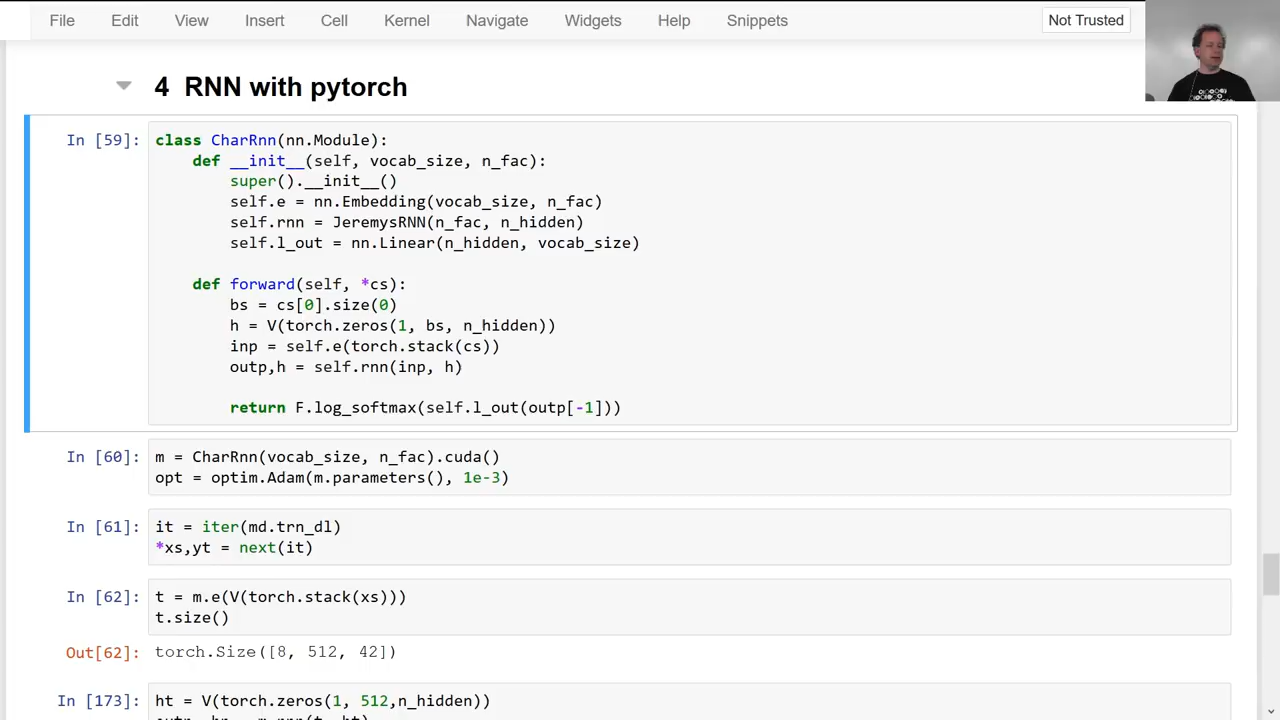 File Edit View Insert Cell Kernel Navigate Widgets Help Snippets Not Trusted
4 RNN with pytorch
In [59]: class CharRnn(nn.Module):
def __init__(self, vocab_size, n_fac):
super().__init__()
self.e = nn.Embedding(vocab_size, n_fac)
self.rnn = JeremysRNN(n_fac, n_hidden)
self.l_out = nn.Linear(n_hidden, vocab_size)
def forward(self, *cs):
bs = cs[0].size(0)
h = V(torch.zeros(1, bs, n_hidden))
inp = self.e(torch.stack(cs))
outp,h = self.rnn(inp, h)
return F.log_softmax(self.l_out(outp[-1]))
In [60]: m = CharRnn(vocab_size, n_fac).cuda()
opt = optim.Adam(m.parameters(), 1e-3)
In [61]: it = iter(md.trn_dl)
*xs,yt = next(it)
In [62]: t = m.e(V(torch.stack(xs)))
t.size()
Out[62]: torch.Size([8, 512, 42])
In [173]: ht = V(torch.zeros(1, 512,n_hidden))